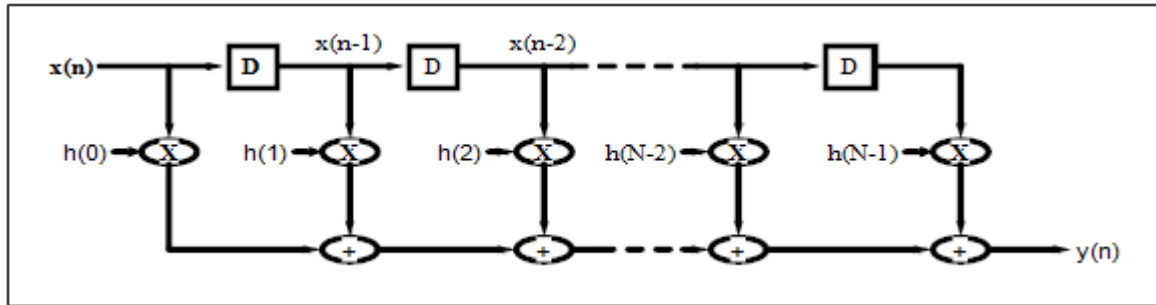 x(n-1) x(n-2)
x(n) D D D
h(0) X h(1) X h(2) X h(N-2) X h(N-1) X
+ + + + y(n)